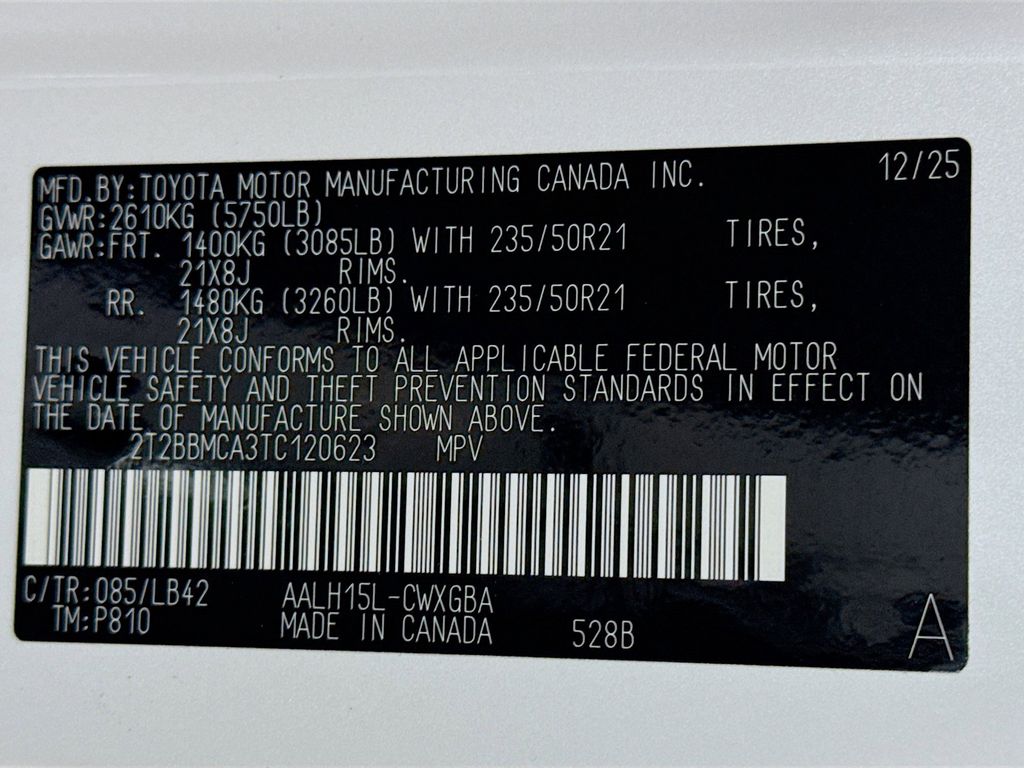 MFD.BY:TOYOTA MOTOR MANUFACTURING CANADA INC. 12/25
GVWR:2610KG (5750LB)
GAWR:FRT. 1400KG (3085LB) WITH 235/50R21 TIRES,
21X8J RIMS.
RR. 1480KG (3260LB) WITH 235/50R21 TIRES,
21X8J RIMS.
THIS VEHICLE CONFORMS TO ALL APPLICABLE FEDERAL MOTOR
VEHICLE SAFETY AND THEFT PREVENTION STANDARDS IN EFFECT ON
THE DATE OF MANUFACTURE SHOWN ABOVE.
2T2BBMCA3TC120623 MPV
C/TR:085/LB42 AALH15L-CWXGBA
TM:P810 MADE IN CANADA 528B A